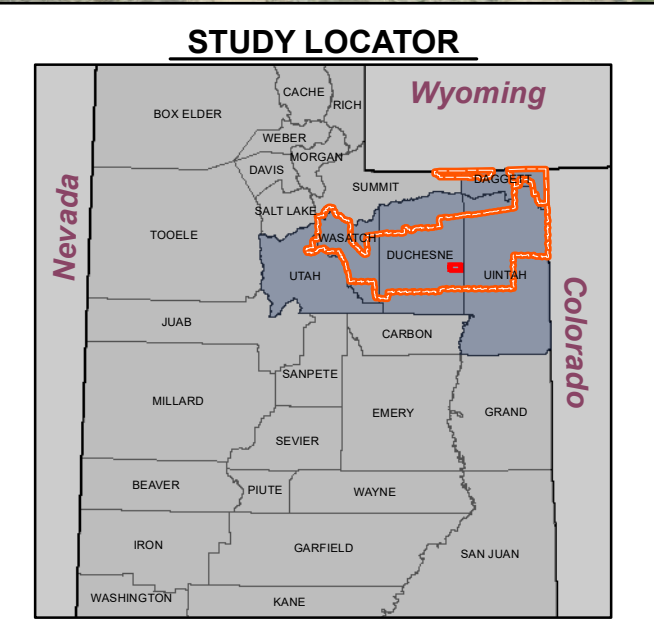 STUDY LOCATOR
Wyoming
CACHE
RICH
BOX ELDER
WEBER
MORGAN
DAVIS
DAGGETT
SUMMIT
SALT LAKE
Nevada
TOOELE
WASATCH
DUCHESNE
UTAH
UINTAH
Colorado
JUAB
CARBON
SANPETE
MILLARD
EMERY
GRAND
SEVIER
BEAVER
PIUTE
WAYNE
IRON
GARFIELD
SAN JUAN
WASHINGTON
KANE